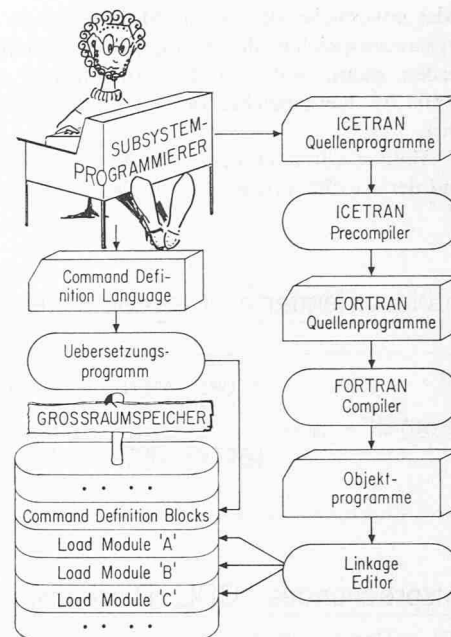 SUBSYSTEM-
PROGRAMMIERER
ICETRAN
Quellenprogramme
ICETRAN
Precompiler
Command Defi-
nition Language
FORTRAN
Quellenprogramme
Uebersetzungs-
programm
FORTRAN
Compiler
GROSSRAUMSPEICHER
. . . .
Objekt-
programme
Command Definition Blocks
Load Module 'A'
Load Module 'B'
Load Module 'C'
. . . .
Linkage
Editor